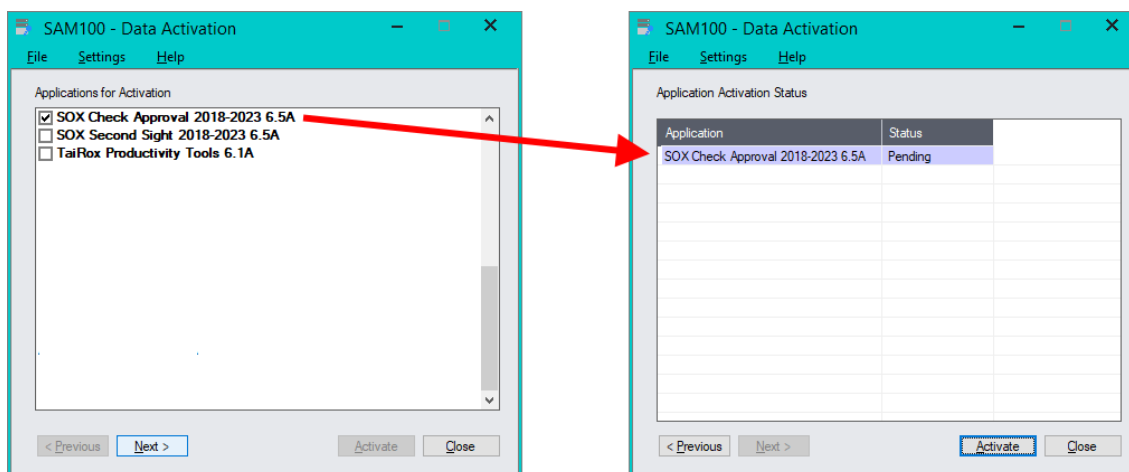 SAM100 - Data Activation
File Settings Help
Applications for Activation
SOX Check Approval 2018-2023 6.5A
SOX Second Sight 2018-2023 6.5A
TaiRox Productivity Tools 6.1A
< Previous Next > Activate Close
SAM100 - Data Activation
File Settings Help
Application Activation Status
Application Status
SOX Check Approval 2018-2023 6.5A Pending
< Previous Next > Activate Close